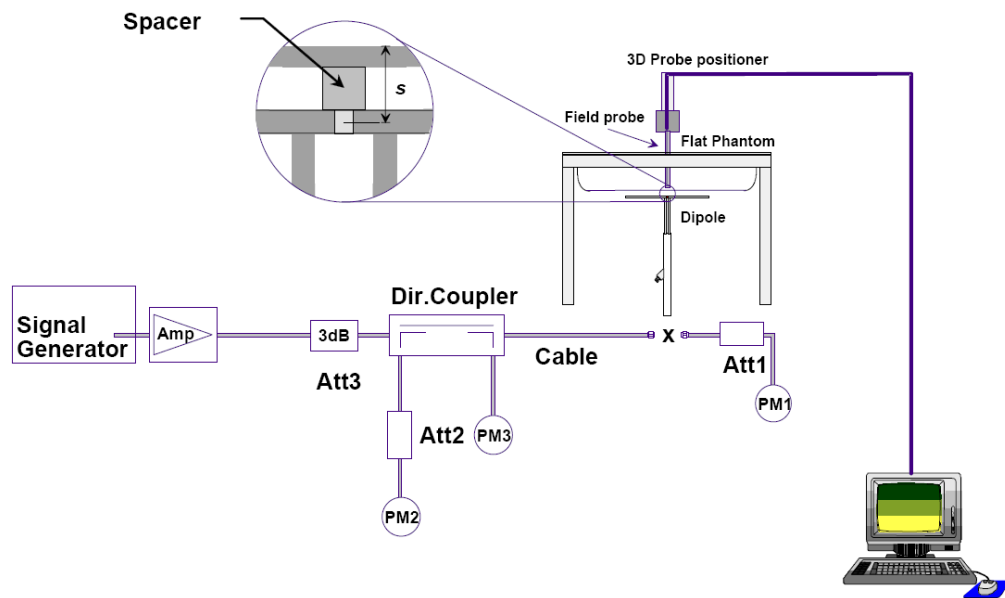 Spacer
s
3D Probe positioner
Field probe
Flat Phantom
Dipole
Signal
Generator
Amp
3dB
Att3
Dir.Coupler
Cable
x
Att1
PM1
Att2
PM3
PM2